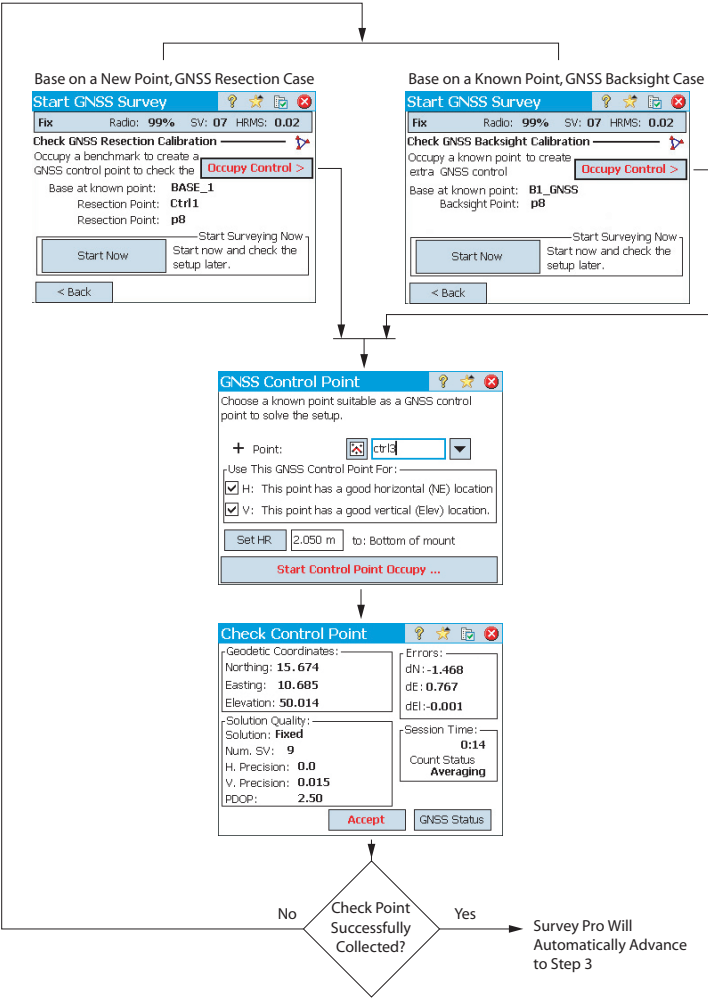 Base on a New Point, GNSS Resection Case
Start GNSS Survey
Fix Radio: 99% SV: 07 HRMS: 0.02
Check GNSS Resection Calibration
Occupy a benchmark to create a
GNSS control point to check the
Occupy Control >
Base at known point: BASE_1
Resection Point: Ctrl1
Resection Point: p8
Start Surveying Now
Start Now
Start now and check the
setup later.
< Back
Base on a Known Point, GNSS Backsight Case
Start GNSS Survey
Fix Radio: 99% SV: 07 HRMS: 0.02
Check GNSS Backsight Calibration
Occupy a known point to create
extra GNSS control
Occupy Control >
Base at known point: B1_GNSS
Backsight Point: p8
Start Surveying Now
Start Now
Start now and check the
setup later.
< Back
GNSS Control Point
Choose a known point suitable as a GNSS control
point to solve the setup.
+ Point: ctrl3
Use This GNSS Control Point For:
H: This point has a good horizontal (NE) location
V: This point has a good vertical (Elev) location.
Set HR 2.050 m to: Bottom of mount
Start Control Point Occupy ...
Check Control Point
Geodetic Coordinates:
Northing: 15.674
Easting: 10.685
Elevation: 50.014
Errors:
dN: -1.468
dE: 0.767
dEl: -0.001
Solution Quality:
Solution: Fixed
Num. SV: 9
H. Precision: 0.0
V. Precision: 0.015
PDOP: 2.50
Session Time:
0:14
Count Status
Averaging
Accept
GNSS Status
Check Point
Successfully
Collected?
No
Yes
Survey Pro Will
Automatically Advance
to Step 3